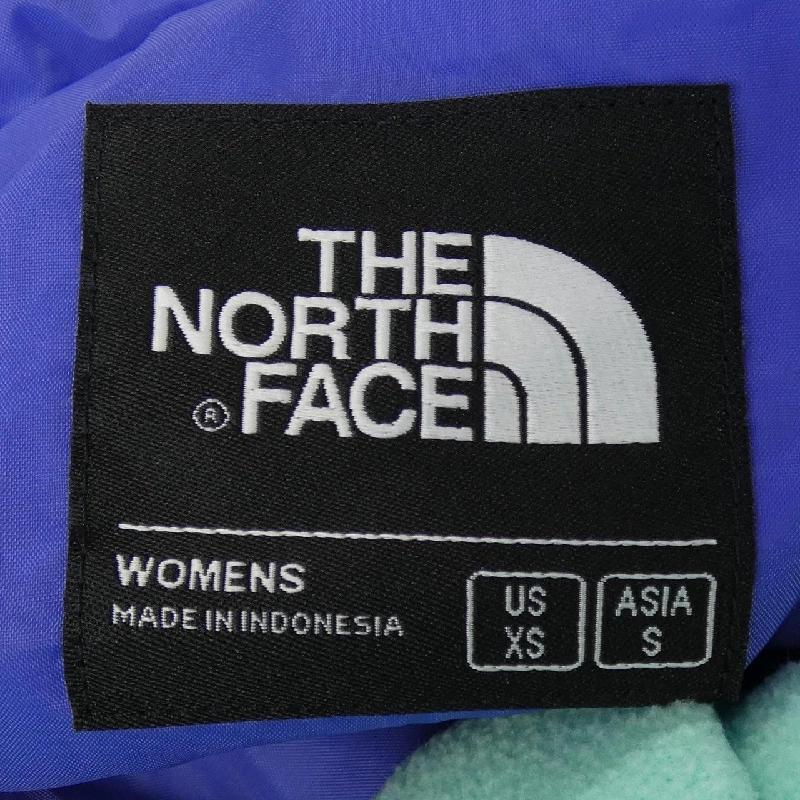 THE
NORTH
® FACE
WOMENS
MADE IN INDONESIA
US
XS
ASIA
S